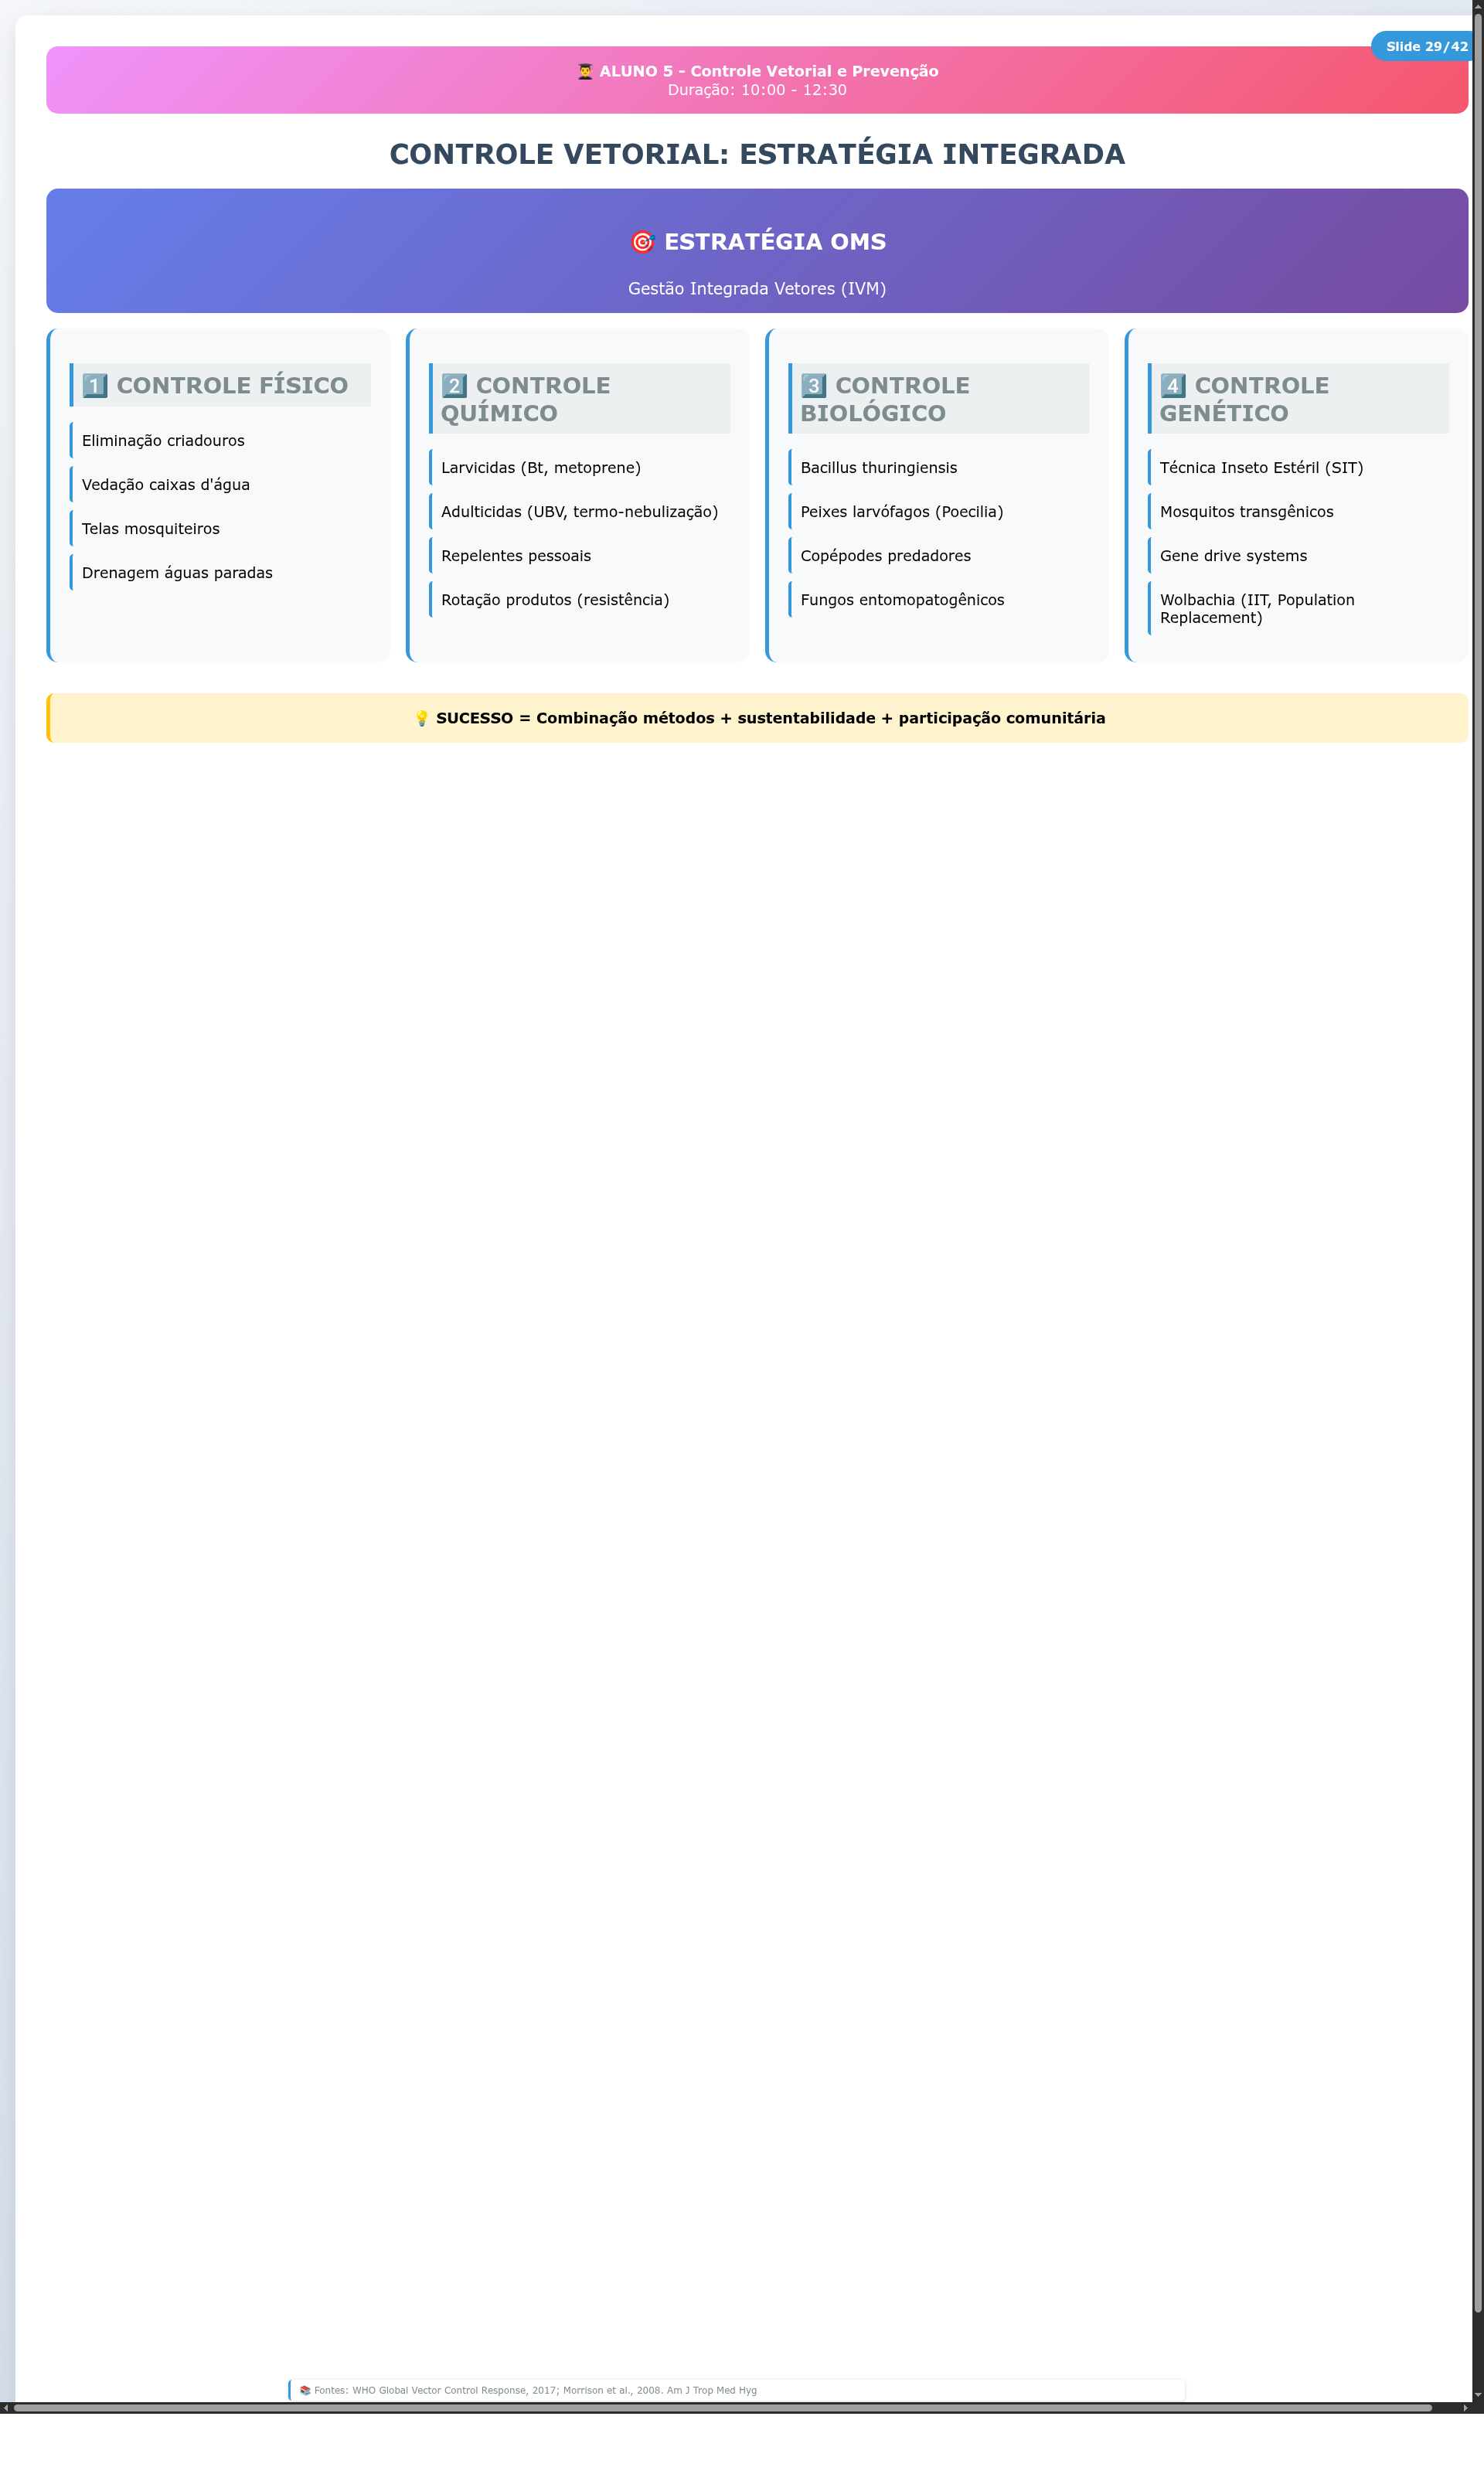 Slide 29/42
👨‍🎓 ALUNO 5 - Controle Vetorial e Prevenção
Duração: 10:00 - 12:30
CONTROLE VETORIAL: ESTRATÉGIA INTEGRADA
🎯 ESTRATÉGIA OMS
Gestão Integrada Vetores (IVM)
1️⃣ CONTROLE FÍSICO
Eliminação criadouros
Vedação caixas d'água
Telas mosquiteiros
Drenagem águas paradas
2️⃣ CONTROLE
QUÍMICO
Larvicidas (Bt, metoprene)
Adulticidas (UBV, termo-nebulização)
Repelentes pessoais
Rotação produtos (resistência)
3️⃣ CONTROLE
BIOLÓGICO
Bacillus thuringiensis
Peixes larvófagos (Poecilia)
Copépodes predadores
Fungos entomopatogênicos
4️⃣ CONTROLE
GENÉTICO
Técnica Inseto Estéril (SIT)
Mosquitos transgênicos
Gene drive systems
Wolbachia (IIT, Population
Replacement)
💡 SUCESSO = Combinação métodos + sustentabilidade + participação comunitária
📚 Fontes: WHO Global Vector Control Response, 2017; Morrison et al., 2008. Am J Trop Med Hyg